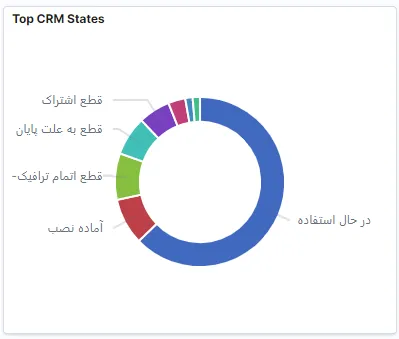 Top CRM States
قطع اشتراک
قطع به علت پایان
قطع اتمام ترافیک-
آماده نصب
در حال استفاده